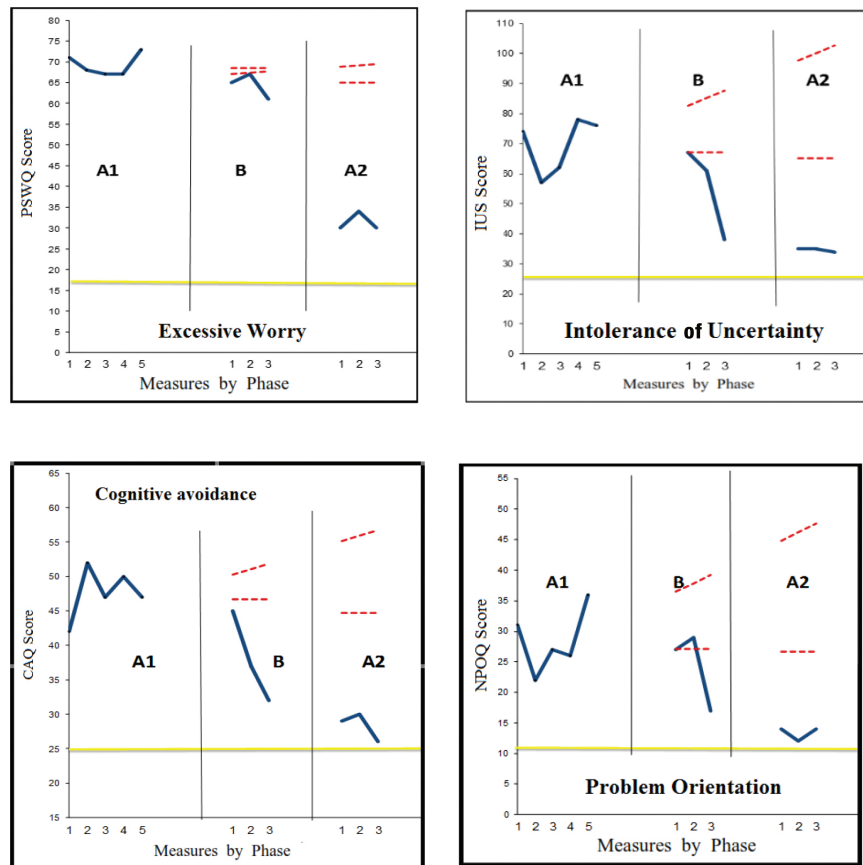 80
75
70
65
60
55
50
45
40
35
30
25
20
15
10
5
0
PSWQ Score
A1
B
A2
Excessive Worry
1 2 3 4 5 1 2 3 1 2 3
Measures by Phase
110
100
90
80
70
60
50
40
30
20
10
0
IUS Score
A1
B
A2
Intolerance of Uncertainty
1 2 3 4 5 1 2 3 1 2 3
Measures by Phase
65
60
55
50
45
40
35
30
25
20
15
CAQ Score
Cognitive avoidance
A1
B
A2
1 2 3 4 5 1 2 3 1 2 3
Measures by Phase
55
50
45
40
35
30
25
20
15
10
5
0
NPOQ Score
A1
B
A2
Problem Orientation
1 2 3 4 5 1 2 3 1 2 3
Measures by Phase